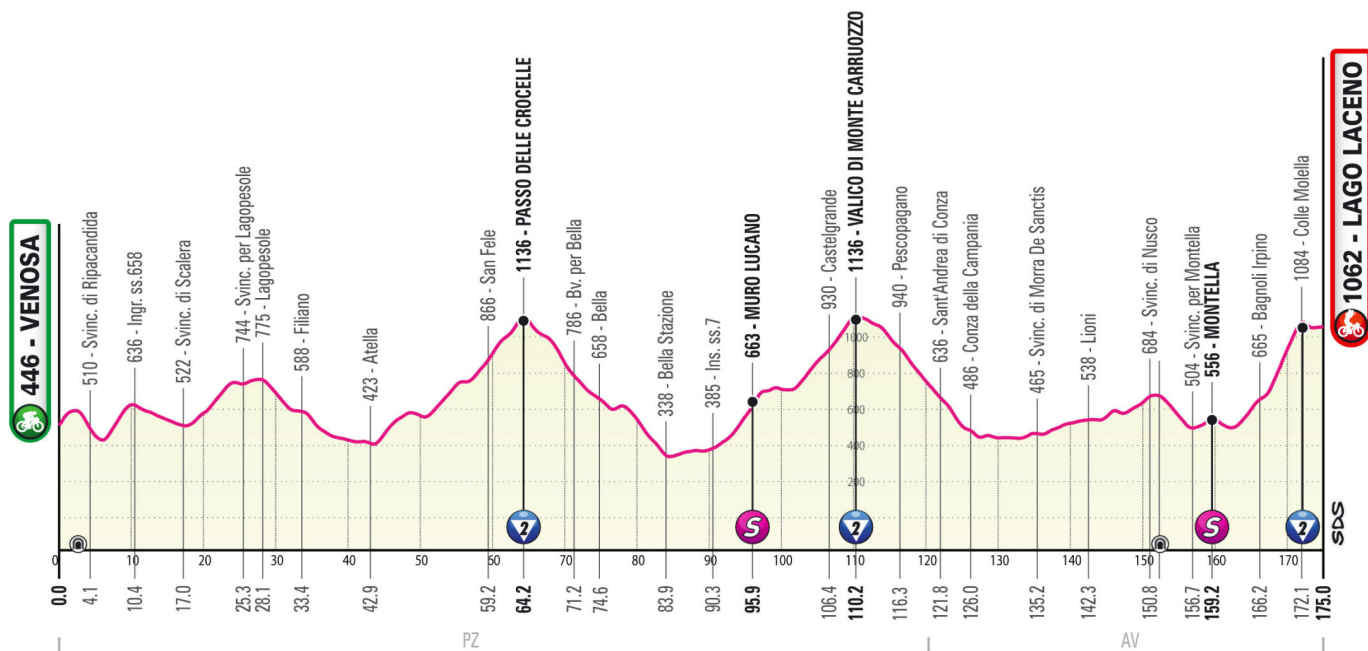 446 - VENOSA
510 - Svinc. di Ripacandida
636 - Ingr. ss.658
522 - Svinc. di Scalera
744 - Svinc. per Lagopesole
775 - Lagopesole
588 - Filiano
423 - Atella
866 - San Fele
1136 - PASSO DELLE CROCELLE
786 - Bv. per Bella
658 - Bella
338 - Bella Stazione
385 - Ins. ss.7
663 - MURO LUCANO
930 - Castelgrande
1136 - VALICO DI MONTE CARRUOZZO
940 - Pescopagano
636 - Sant'Andrea di Conza
486 - Conza della Campania
465 - Svinc. di Morra De Sanctis
538 - Lioni
684 - Svinc. di Nusco
504 - Svinc. per Montella
556 - MONTELLA
665 - Bagnoli Irpino
1084 - Colle Molella
1062 - LAGO LACENO
1000
800
600
400
200
2
S
2
S
2
SDS
0 10 20 30 40 50 60 70 80 90 100 110 120 130 140 150 160 170
0.0 4.1 10.4 17.0 25.3 28.1 33.4 42.9 59.2 64.2 71.2 74.6 83.9 90.3 95.9 106.4 110.2 116.3 121.8 126.0 135.2 142.3 150.8 156.7 159.2 166.2 172.1 175.0
PZ AV